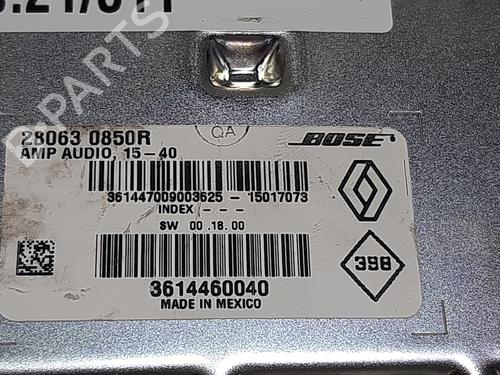 QA
28063 0850R
BOSE
AMP AUDIO, 15-40
361447009003625 - 15017073
INDEX - - -
SW 00 .18. 00
398
3614460040
MADE IN MEXICO
B-PARTS